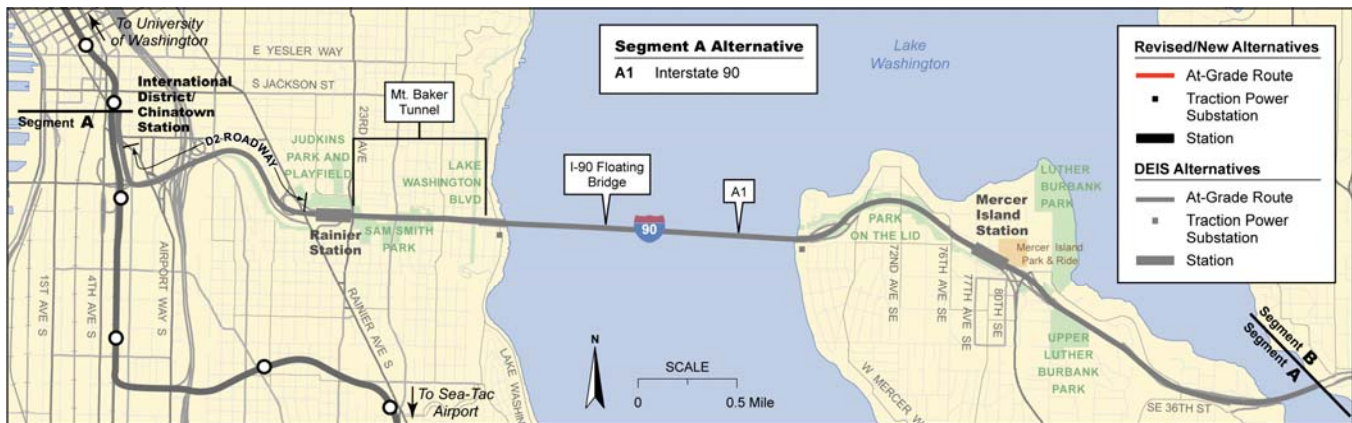 To University
of Washington
E YESLER WAY
S JACKSON ST
International
District/
Chinatown
Station
Segment A
D2 ROADWAY
JUDKINS
PARK AND
PLAYFIELD
23RD AVE
Mt. Baker
Tunnel
LAKE
WASHINGTON
BLVD
Rainier
Station
SAM SMITH
PARK
1ST AVE S
4TH AVE S
AIRPORT WAY S
RAINIER AVE S
To Sea-Tac
Airport
Segment A Alternative
A1 Interstate 90
Lake
Washington
I-90 Floating
Bridge
90
A1
N
SCALE
0 0.5 Mile
LUTHER
BURBANK
PARK
Mercer
Island
Station
Mercer Island
Park & Ride
PARK
ON THE LID
72ND AVE SE
76TH AVE SE
77TH AVE SE
80TH SE
UPPER
LUTHER
BURBANK
PARK
W MERCER W
SE 36TH ST
Segment B
Segment A
Revised/New Alternatives
At-Grade Route
Traction Power
Substation
Station
DEIS Alternatives
At-Grade Route
Traction Power
Substation
Station